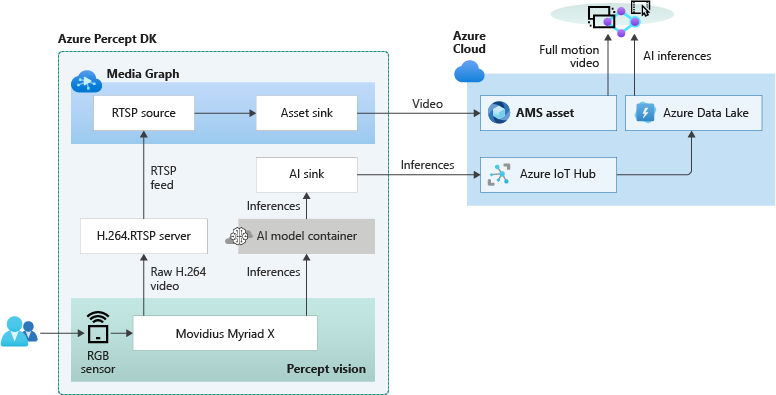 Azure Percept DK
Media Graph
RTSP source
Asset sink
Video
RTSP
feed
AI sink
Inferences
Inferences
H.264.RTSP server
AI model container
Raw H.264
video
Inferences
Movidius Myriad X
RGB
sensor
Percept vision
Azure
Cloud
Full motion
video
AI inferences
AMS asset
Azure Data Lake
Azure IoT Hub